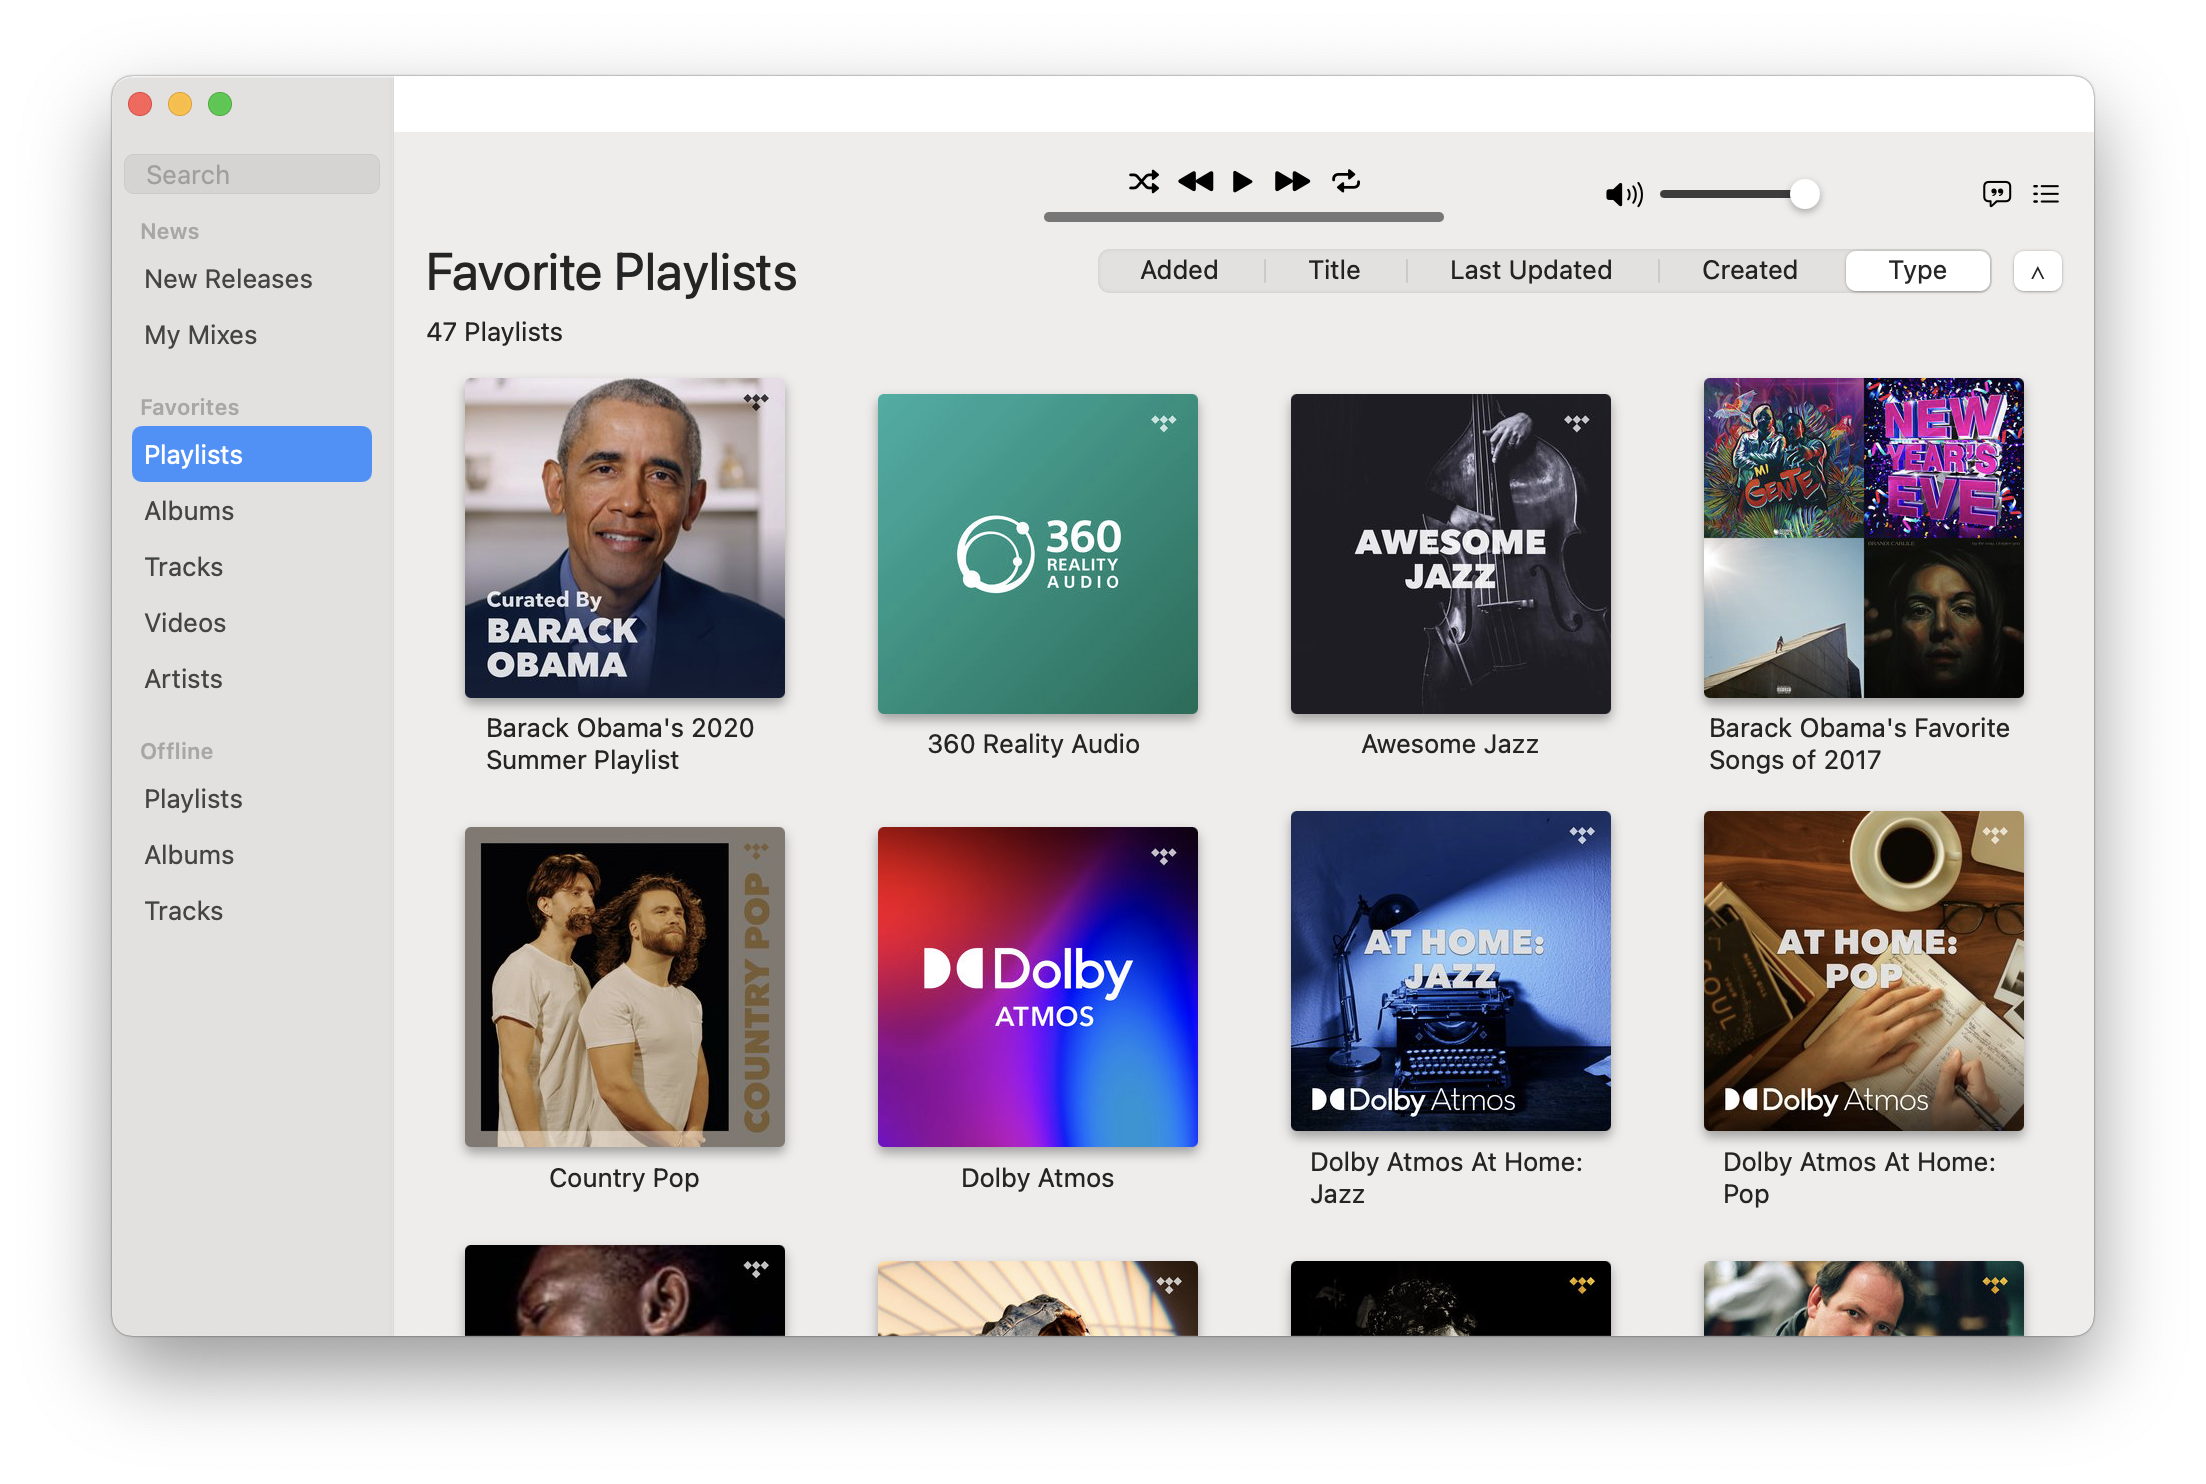 Search
News
New Releases
My Mixes
Favorites
Playlists
Albums
Tracks
Videos
Artists
Offline
Playlists
Albums
Tracks
Favorite Playlists
Added
Title
Last Updated
Created
Type
47 Playlists
Curated By
BARACK
OBAMA
Barack Obama's 2020
Summer Playlist
360
REALITY
AUDIO
360 Reality Audio
AWESOME
JAZZ
Awesome Jazz
MI
GENTE
NEW
YEAR'S
EVE
BRANDI CARLILE
Barack Obama's Favorite
Songs of 2017
COUNTRY POP
Country Pop
Dolby
ATMOS
Dolby Atmos
AT HOME:
JAZZ
Dolby Atmos
Dolby Atmos At Home:
Jazz
SOUL
AT HOME:
POP
Dolby Atmos
Dolby Atmos At Home:
Pop